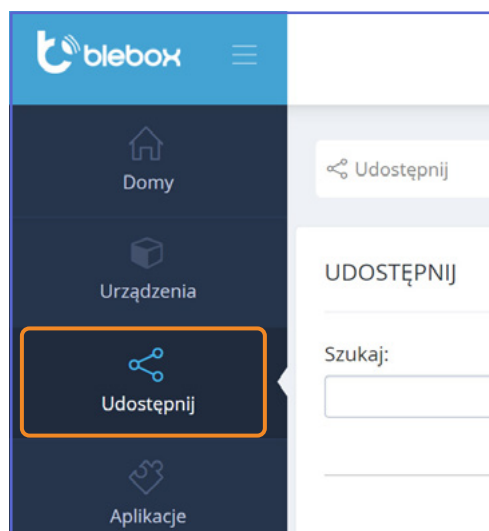 blebox
Domy
Urządzenia
Udostępnij
Aplikacje
Udostępnij
UDOSTĘPNIJ
Szukaj: